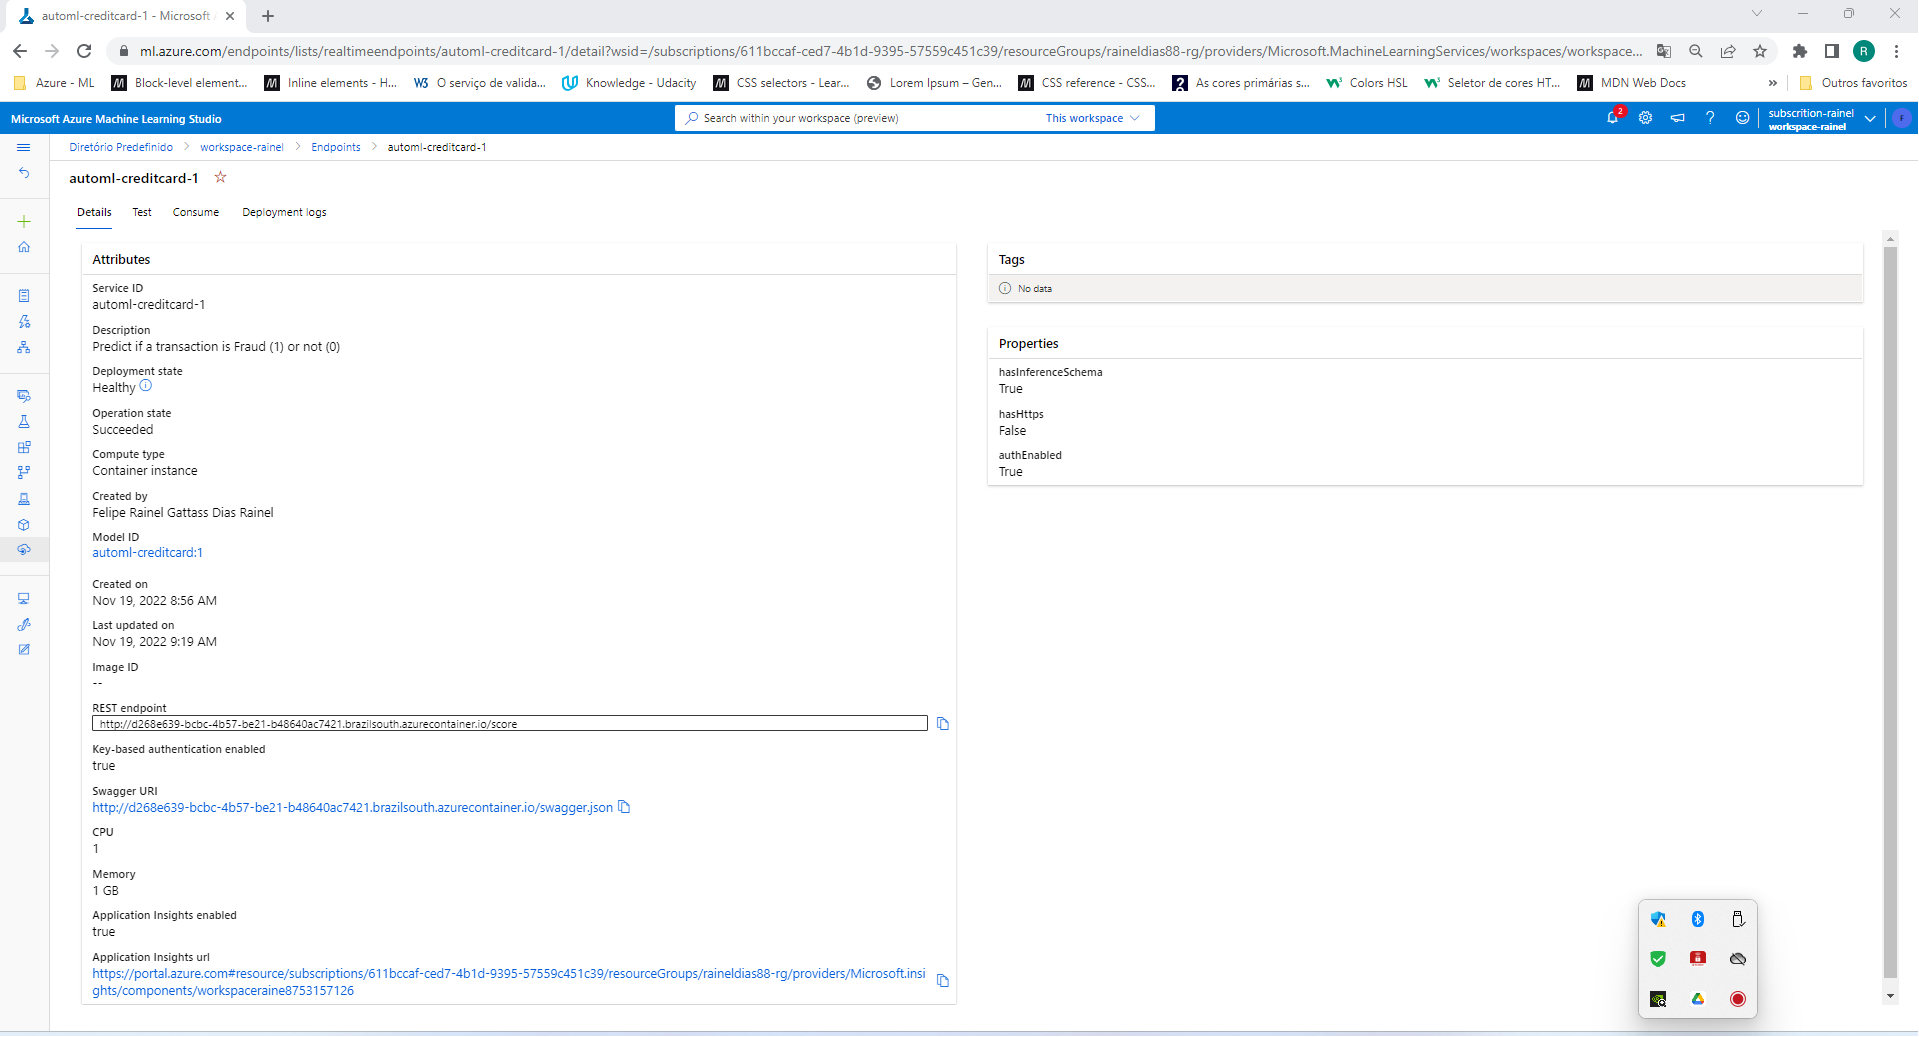 automl-creditcard-1 - Microsoft
ml.azure.com/endpoints/lists/realtimeendpoints/automl-creditcard-1/detail?wsid=/subscriptions/611bccaf-ced7-4b1d-9395-57559c451c39/resourceGroups/raineldias88-rg/providers/Microsoft.MachineLearningServices/workspaces/workspace...
R
Azure - ML
Block-level element...
Inline elements - H...
O serviço de valida...
Knowledge - Udacity
CSS selectors - Lear...
Lorem Ipsum – Gen...
CSS reference - CSS...
As cores primárias s...
Colors HSL
Seletor de cores HT...
MDN Web Docs
»
Outros favoritos
Microsoft Azure Machine Learning Studio
Search within your workspace (preview)
This workspace
2
subscrition-rainel
workspace-rainel
F
Diretório Predefinido > workspace-rainel > Endpoints > automl-creditcard-1
automl-creditcard-1
Details
Test
Consume
Deployment logs
Attributes
Service ID
automl-creditcard-1
Description
Predict if a transaction is Fraud (1) or not (0)
Deployment state
Healthy
Operation state
Succeeded
Compute type
Container instance
Created by
Felipe Rainel Gattass Dias Rainel
Model ID
automl-creditcard:1
Created on
Nov 19, 2022 8:56 AM
Last updated on
Nov 19, 2022 9:19 AM
Image ID
--
REST endpoint
http://d268e639-bcbc-4b57-be21-b48640ac7421.brazilsouth.azurecontainer.io/score
Key-based authentication enabled
true
Swagger URI
http://d268e639-bcbc-4b57-be21-b48640ac7421.brazilsouth.azurecontainer.io/swagger.json
CPU
1
Memory
1 GB
Application Insights enabled
true
Application Insights url
https://portal.azure.com#resource/subscriptions/611bccaf-ced7-4b1d-9395-57559c451c39/resourceGroups/raineldias88-rg/providers/Microsoft.insi
ghts/components/workspaceraine8753157126
Tags
No data
Properties
hasInferenceSchema
True
hasHttps
False
authEnabled
True